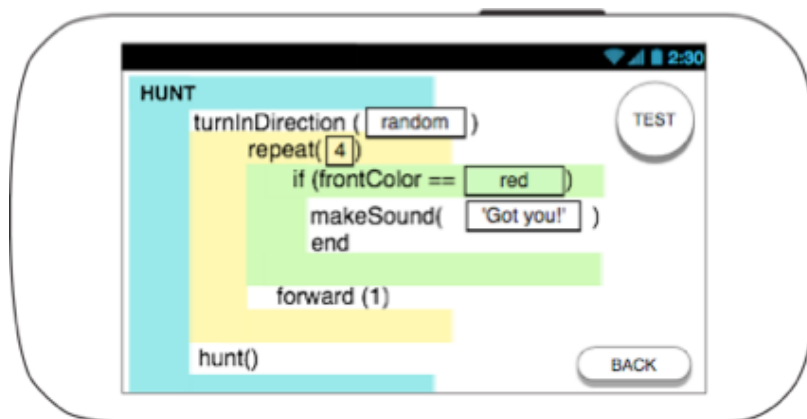 2:30
HUNT
turnInDirection ( random )
TEST
repeat( 4 )
if (frontColor == red )
makeSound( 'Got you!' )
end
forward (1)
hunt()
BACK